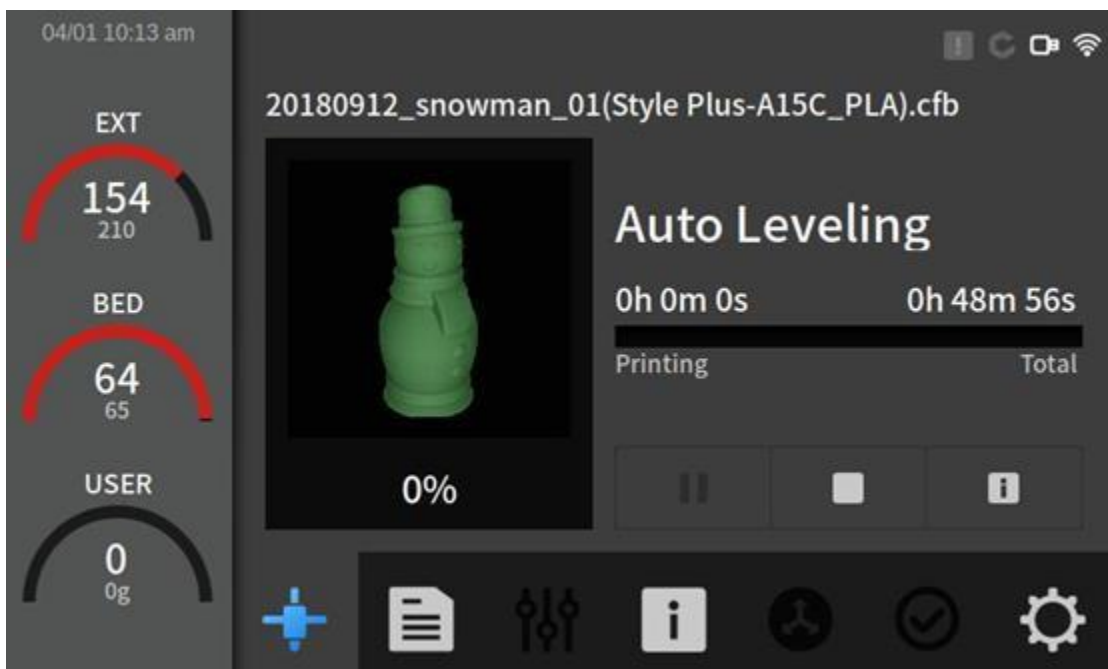 04/01 10:13 am
EXT
154
210
BED
64
65
USER
0
0g
20180912_snowman_01(Style Plus-A15C_PLA).cfb
0%
Auto Leveling
0h 0m 0s 0h 48m 56s
Printing Total